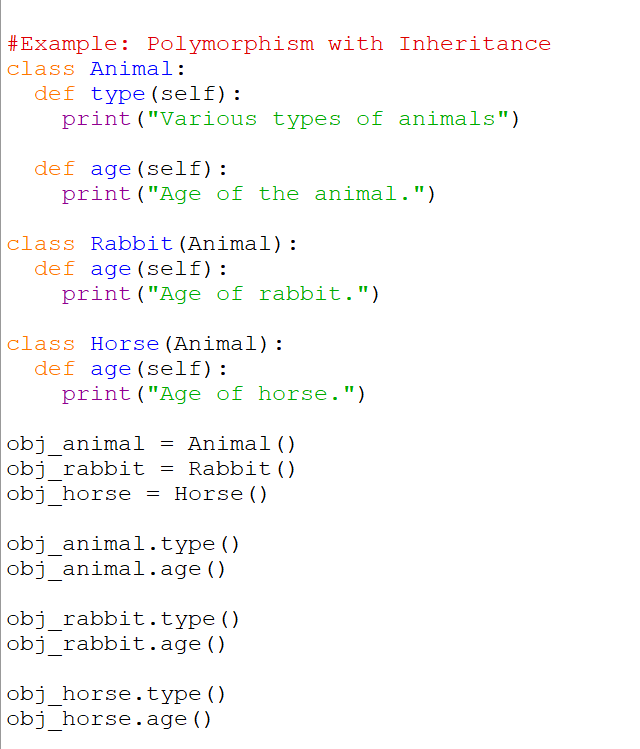 #Example: Polymorphism with Inheritance
class Animal:
  def type(self):
    print("Various types of animals")

  def age(self):
    print("Age of the animal.")

class Rabbit(Animal):
  def age(self):
    print("Age of rabbit.")

class Horse(Animal):
  def age(self):
    print("Age of horse.")

obj_animal = Animal()
obj_rabbit = Rabbit()
obj_horse = Horse()

obj_animal.type()
obj_animal.age()

obj_rabbit.type()
obj_rabbit.age()

obj_horse.type()
obj_horse.age()